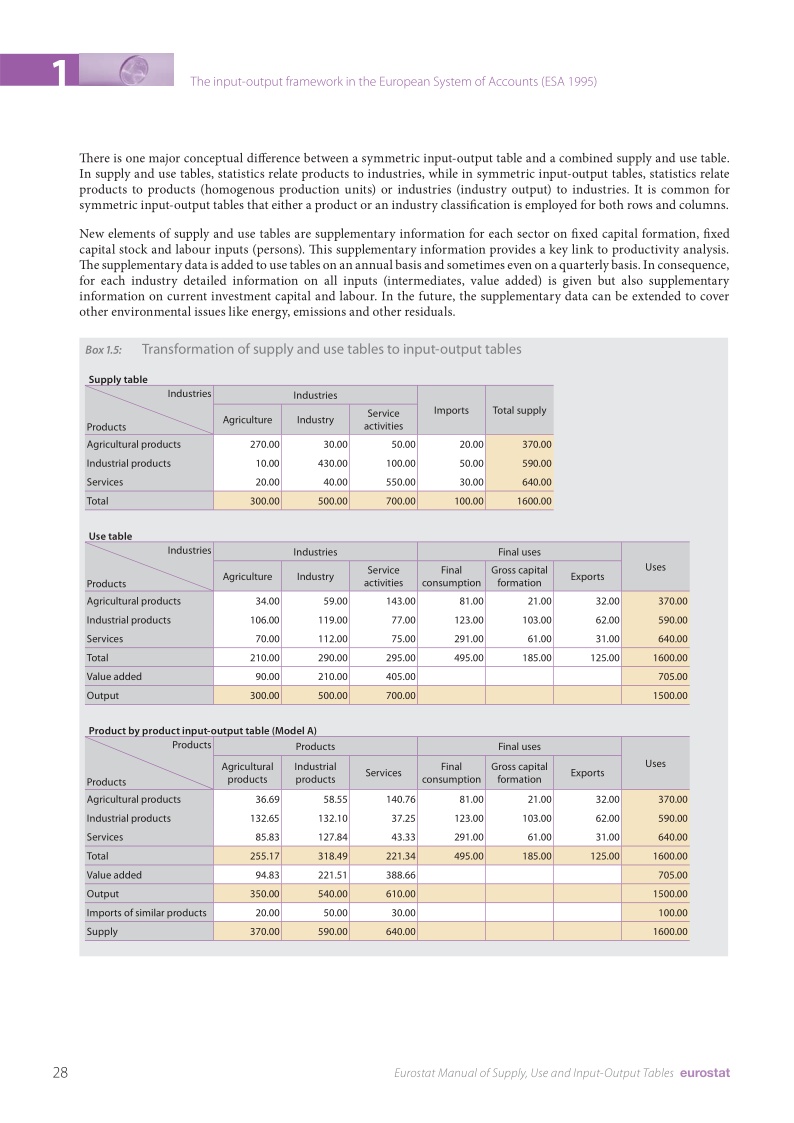 1
The input-output framework in the European System of Accounts (ESA 1995)
There is one major conceptual difference between a symmetric input-output table and a combined supply and use table.
In supply and use tables, statistics relate products to industries, while in symmetric input-output tables, statistics relate
products to products (homogenous production units) or industries (industry output) to industries. It is common for
symmetric input-output tables that either a product or an industry classification is employed for both rows and columns.
New elements of supply and use tables are supplementary information for each sector on fixed capital formation, fixed
capital stock and labour inputs (persons). This supplementary information provides a key link to productivity analysis.
The supplementary data is added to use tables on an annual basis and sometimes even on a quarterly basis. In consequence,
for each industry detailed information on all inputs (intermediates, value added) is given but also supplementary
information on current investment capital and labour. In the future, the supplementary data can be extended to cover
other environmental issues like energy, emissions and other residuals.
Box 1.5: Transformation of supply and use tables to input-output tables
Supply table
Industries Industries Imports Total supply
Products Agriculture Industry Service activities
Agricultural products 270.00 30.00 50.00 20.00 370.00
Industrial products 10.00 430.00 100.00 50.00 590.00
Services 20.00 40.00 550.00 30.00 640.00
Total 300.00 500.00 700.00 100.00 1600.00
Use table
Industries Industries Final uses Uses
Products Agriculture Industry Service activities Final consumption Gross capital formation Exports
Agricultural products 34.00 59.00 143.00 81.00 21.00 32.00 370.00
Industrial products 106.00 119.00 77.00 123.00 103.00 62.00 590.00
Services 70.00 112.00 75.00 291.00 61.00 31.00 640.00
Total 210.00 290.00 295.00 495.00 185.00 125.00 1600.00
Value added 90.00 210.00 405.00 705.00
Output 300.00 500.00 700.00 1500.00
Product by product input-output table (Model A)
Products Products Final uses Uses
Products Agricultural products Industrial products Services Final consumption Gross capital formation Exports
Agricultural products 36.69 58.55 140.76 81.00 21.00 32.00 370.00
Industrial products 132.65 132.10 37.25 123.00 103.00 62.00 590.00
Services 85.83 127.84 43.33 291.00 61.00 31.00 640.00
Total 255.17 318.49 221.34 495.00 185.00 125.00 1600.00
Value added 94.83 221.51 388.66 705.00
Output 350.00 540.00 610.00 1500.00
Imports of similar products 20.00 50.00 30.00 100.00
Supply 370.00 590.00 640.00 1600.00
28
Eurostat Manual of Supply, Use and Input-Output Tables eurostat